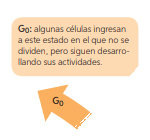 G₀: algunas células ingresan
a este estado en el que no se
dividen, pero siguen desarro-
llando sus actividades.
G₀